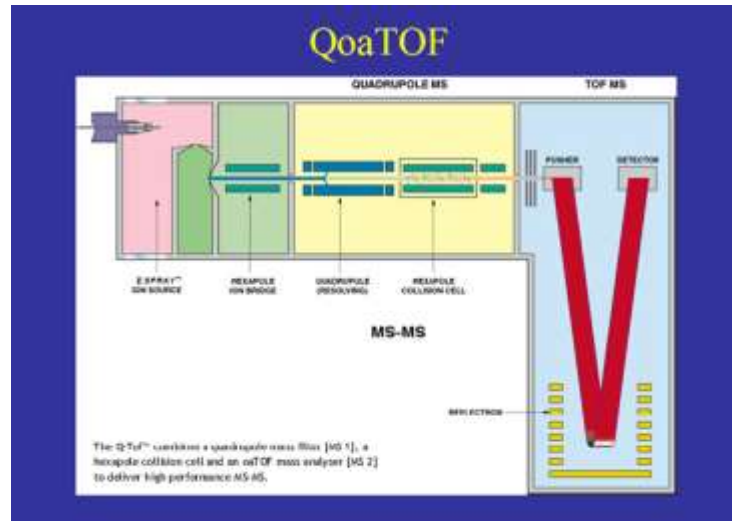 QoaTOF
QUADRUPOLE MS
TOF MS
PUSHER
DETECTOR
Z SPRAY™
ION SOURCE
HEXAPOLE
ION BRIDGE
QUADRUPOLE
(RESOLVING)
HEXAPOLE
COLLISION CELL
MS-MS
REFLECTRON
The Q-Tof™ combines a quadrupole mass filter [MS 1], a
hexapole collision cell and an oaTOF mass analyser [MS 2]
to deliver high performance MS-MS.